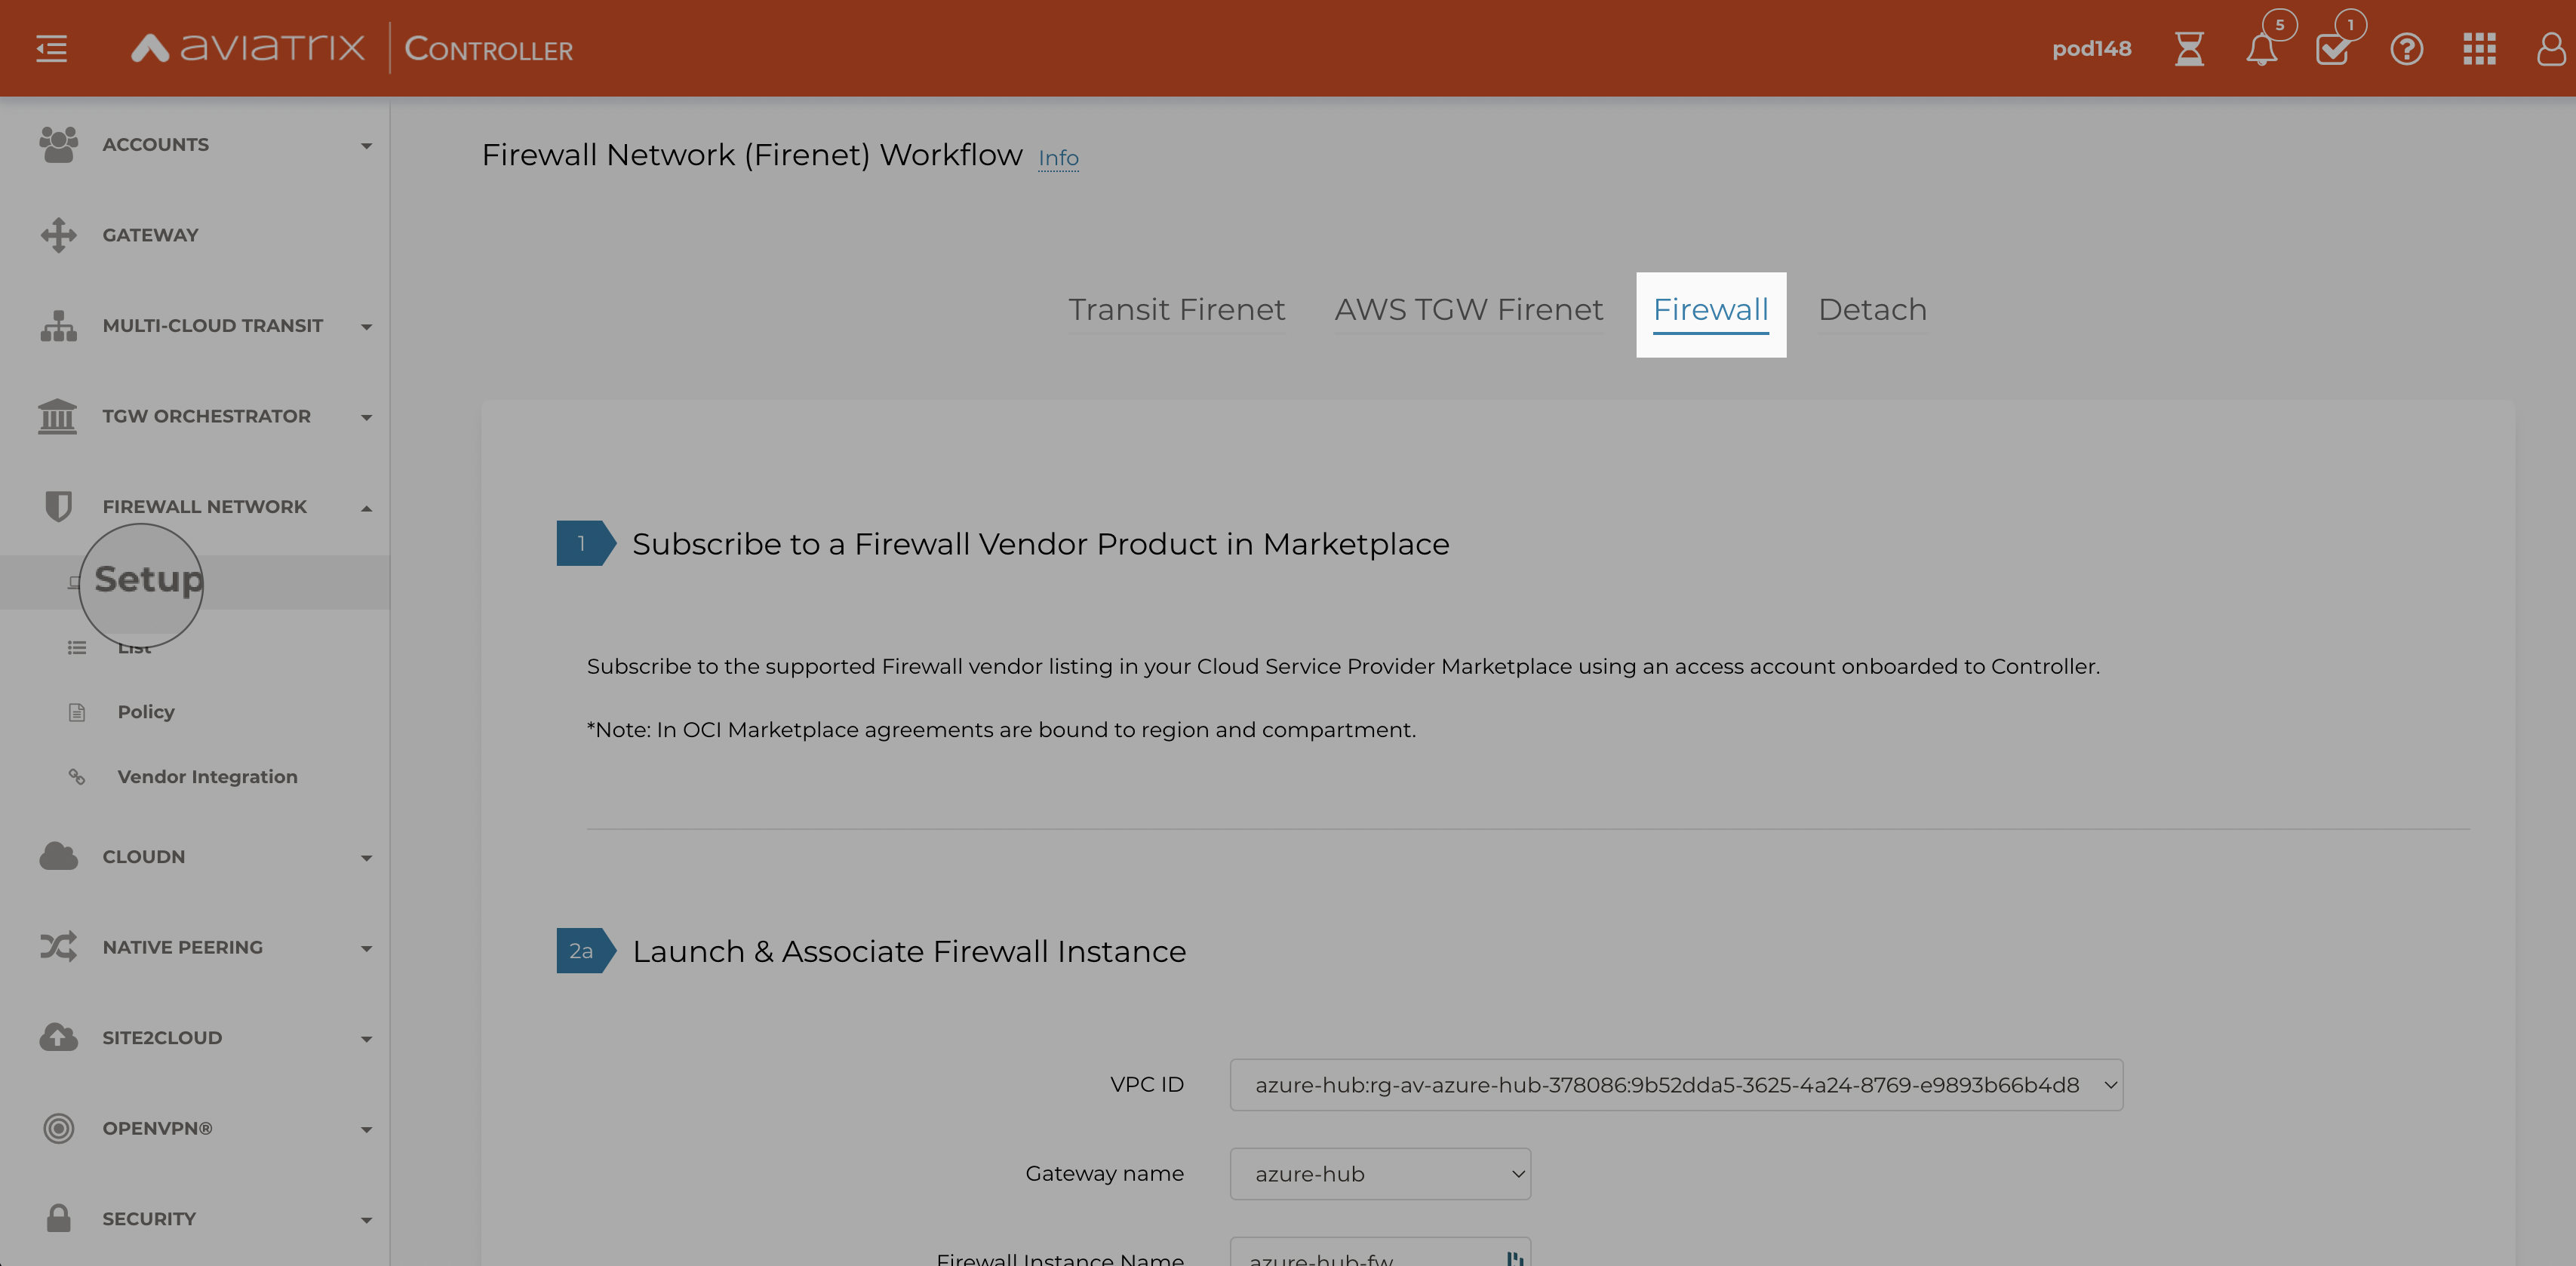 aviatrix CONTROLLER
pod148
5
1
ACCOUNTS
GATEWAY
MULTI-CLOUD TRANSIT
TGW ORCHESTRATOR
FIREWALL NETWORK
Setup
List
Policy
Vendor Integration
CLOUDN
NATIVE PEERING
SITE2CLOUD
OPENVPN®
SECURITY
Firewall Network (Firenet) Workflow Info
Transit Firenet AWS TGW Firenet Firewall Detach
1 Subscribe to a Firewall Vendor Product in Marketplace
Subscribe to the supported Firewall vendor listing in your Cloud Service Provider Marketplace using an access account onboarded to Controller.
*Note: In OCI Marketplace agreements are bound to region and compartment.
2a Launch & Associate Firewall Instance
VPC ID azure-hub:rg-av-azure-hub-378086:9b52dda5-3625-4a24-8769-e9893b66b4d8
Gateway name azure-hub
Firewall Instance Name azure-hub-fw